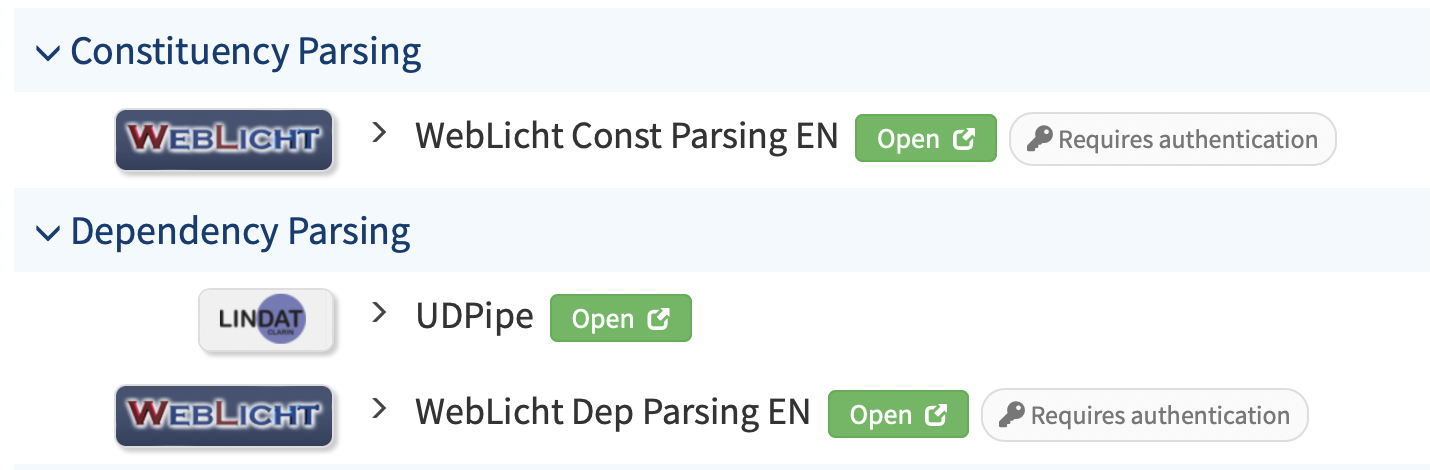 Constituency Parsing
WEBLICHT WebLicht Const Parsing EN Open Requires authentication
Dependency Parsing
LINDAT CLARIN UDPipe Open
WEBLICHT WebLicht Dep Parsing EN Open Requires authentication